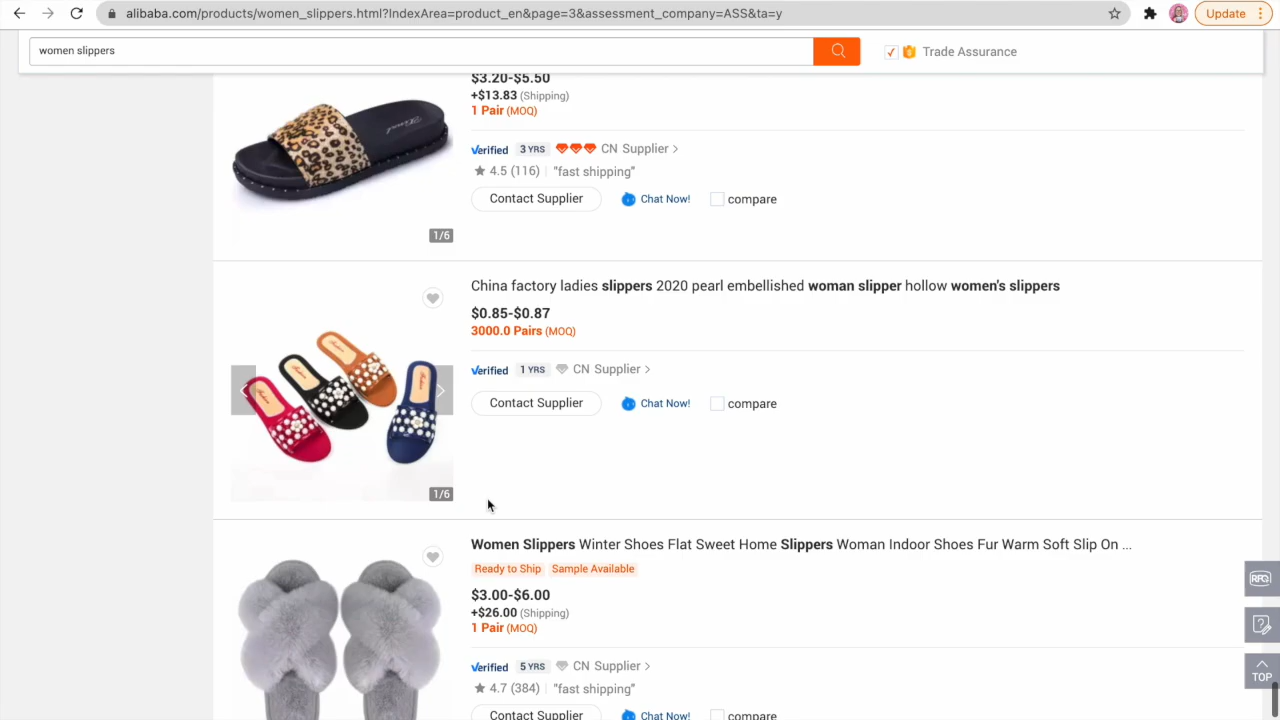 alibaba.com/products/women_slippers.html?IndexArea=product_en&page=3&assessment_company=ASS&ta=y
Update
women slippers
Trade Assurance
$3.20-$5.50
+$13.83 (Shipping)
1 Pair (MOQ)
Verified 3 YRS CN Supplier >
4.5 (116) "fast shipping"
Contact Supplier Chat Now! compare
1/6
China factory ladies slippers 2020 pearl embellished woman slipper hollow women's slippers
$0.85-$0.87
3000.0 Pairs (MOQ)
Verified 1 YRS CN Supplier >
Contact Supplier Chat Now! compare
1/6
Women Slippers Winter Shoes Flat Sweet Home Slippers Woman Indoor Shoes Fur Warm Soft Slip On ...
Ready to Ship Sample Available
$3.00-$6.00
+$26.00 (Shipping)
1 Pair (MOQ)
Verified 5 YRS CN Supplier >
4.7 (384) "fast shipping"
Contact Supplier Chat Now! compare
RFQ
TOP